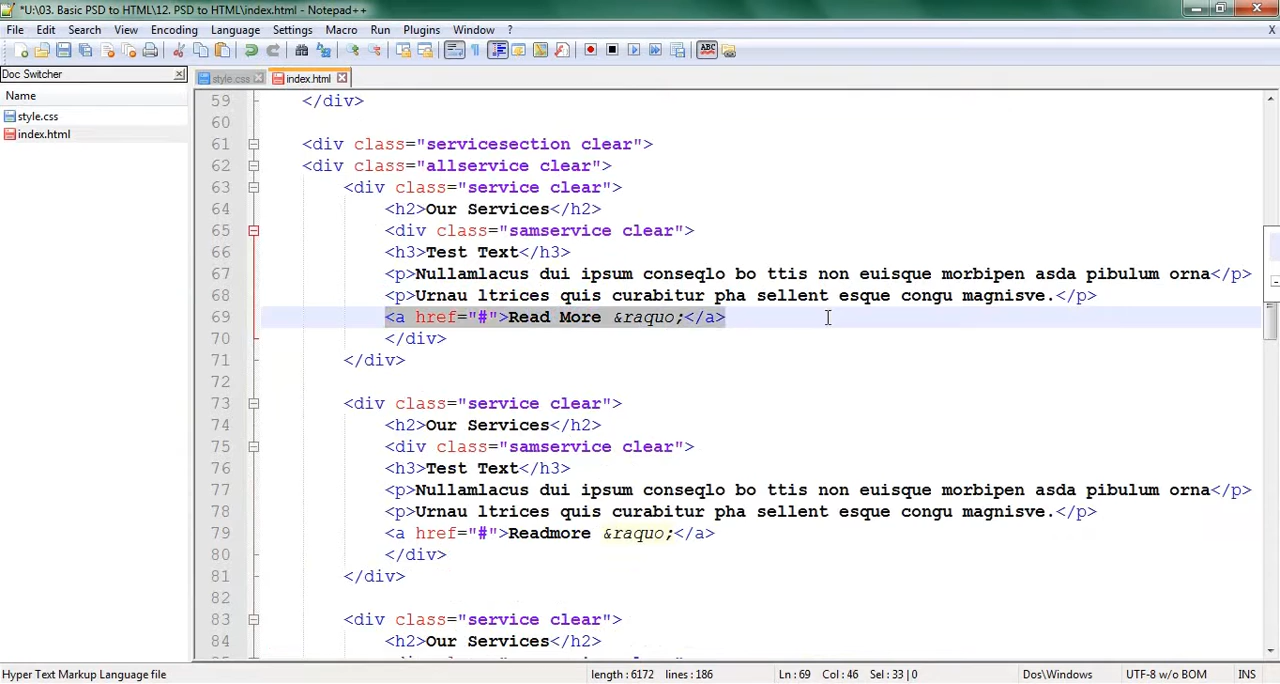 *U:\03. Basic PSD to HTML\12. PSD to HTML\index.html - Notepad++
File Edit Search View Encoding Language Settings Macro Run Plugins Window ? X
Doc Switcher
style.css index.html
Name
style.css
index.html
59 </div>
60
61 <div class="servicesection clear">
62 <div class="allservice clear">
63 <div class="service clear">
64 <h2>Our Services</h2>
65 <div class="samservice clear">
66 <h3>Test Text</h3>
67 <p>Nullamlacus dui ipsum conseqlo bo ttis non euisque morbipen asda pibulum orna</p>
68 <p>Urnau ltrices quis curabitur pha sellent esque congu magnisve.</p>
69 <a href="#">Read More &raquo;</a>
70 </div>
71 </div>
72
73 <div class="service clear">
74 <h2>Our Services</h2>
75 <div class="samservice clear">
76 <h3>Test Text</h3>
77 <p>Nullamlacus dui ipsum conseqlo bo ttis non euisque morbipen asda pibulum orna</p>
78 <p>Urnau ltrices quis curabitur pha sellent esque congu magnisve.</p>
79 <a href="#">Readmore &raquo;</a>
80 </div>
81 </div>
82
83 <div class="service clear">
84 <h2>Our Services</h2>
Hyper Text Markup Language file length : 6172 lines : 186 Ln : 69 Col : 46 Sel : 33 | 0 Dos\Windows UTF-8 w/o BOM INS